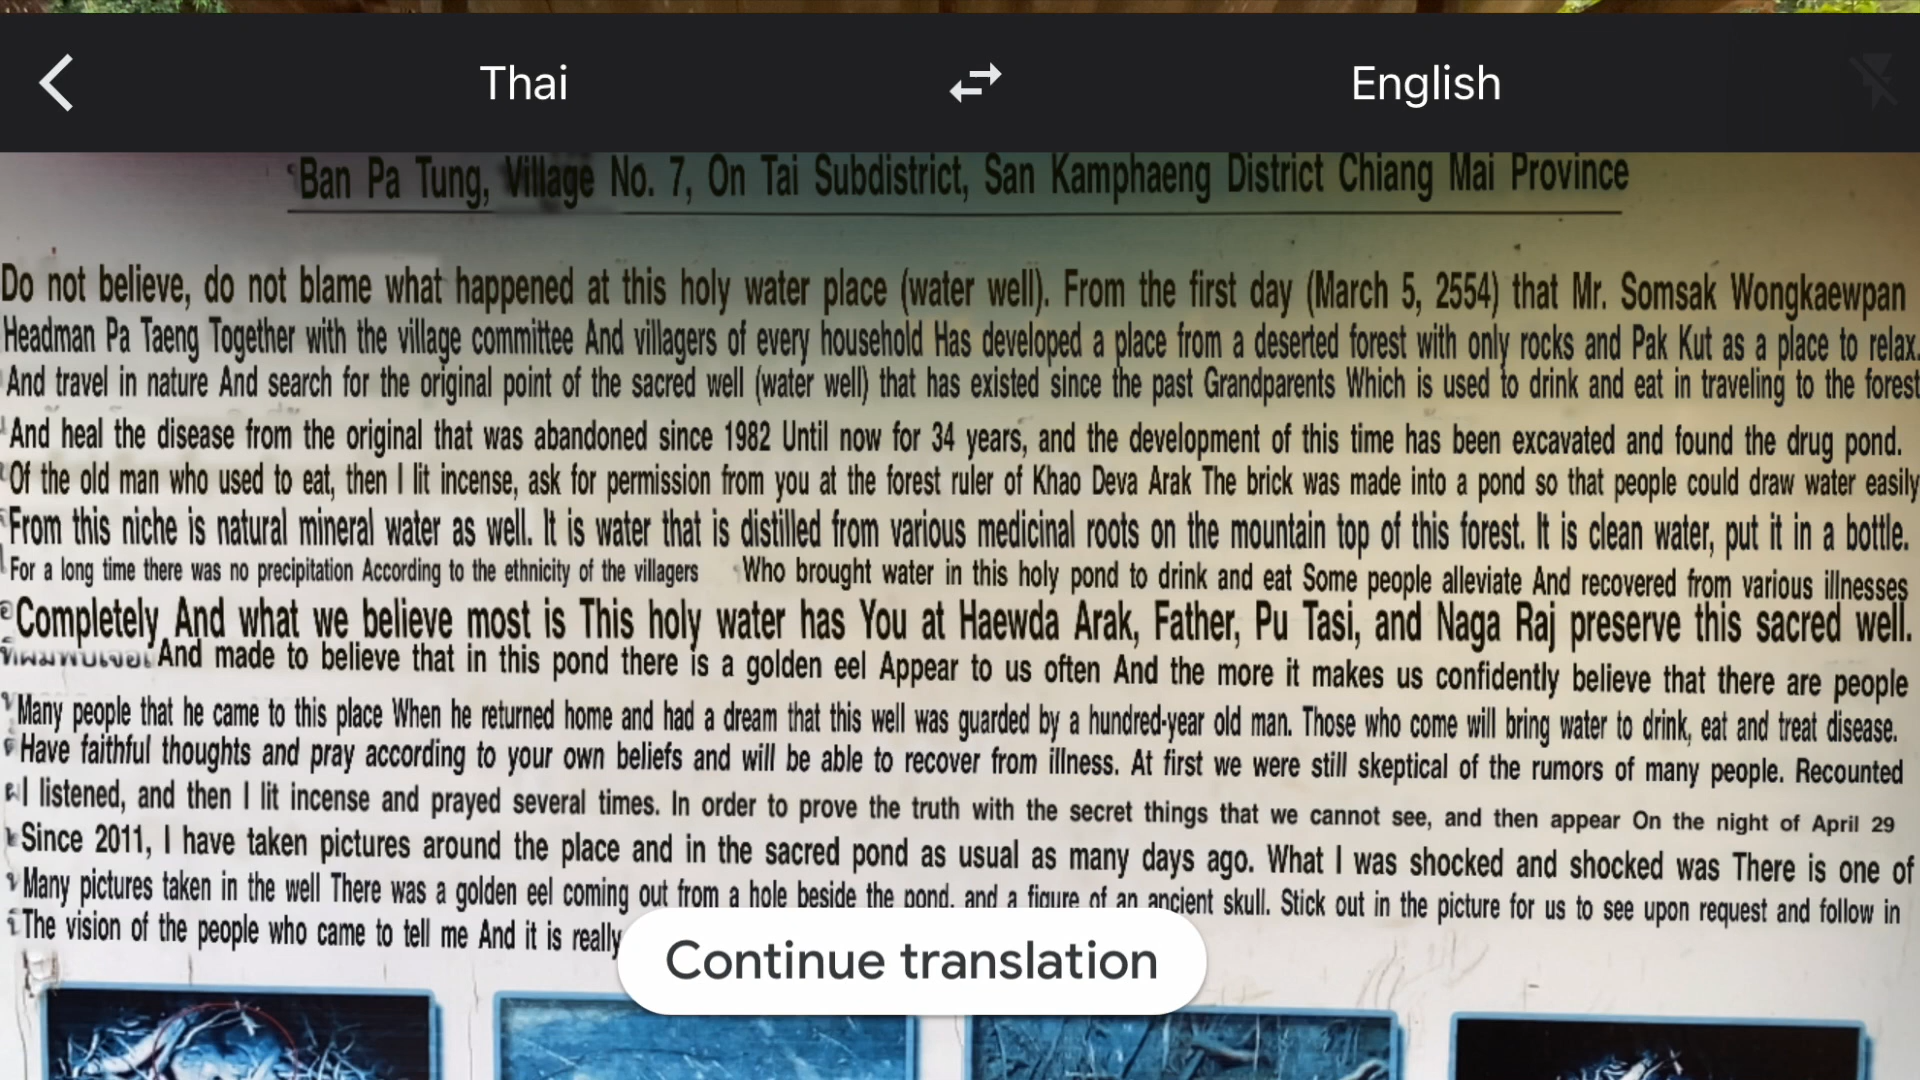 Thai
English
Ban Pa Tung, Village No. 7, On Tai Subdistrict, San Kamphaeng District Chiang Mai Province
Do not believe, do not blame what happened at this holy water place (water well). From the first day (March 5, 2554) that Mr. Somsak Wongkaewpan
Headman Pa Taeng Together with the village committee And villagers of every household Has developed a place from a deserted forest with only rocks and Pak Kut as a place to relax.
And travel in nature And search for the original point of the sacred well (water well) that has existed since the past Grandparents Which is used to drink and eat in traveling to the forest
And heal the disease from the original that was abandoned since 1982 Until now for 34 years, and the development of this time has been excavated and found the drug pond.
Of the old man who used to eat, then I lit incense, ask for permission from you at the forest ruler of Khao Deva Arak The brick was made into a pond so that people could draw water easily
From this niche is natural mineral water as well. It is water that is distilled from various medicinal roots on the mountain top of this forest. It is clean water, put it in a bottle.
For a long time there was no precipitation According to the ethnicity of the villagers Who brought water in this holy pond to drink and eat Some people alleviate And recovered from various illnesses
Completely And what we believe most is This holy water has You at Haewda Arak, Father, Pu Tasi, and Naga Raj preserve this sacred well.
And made to believe that in this pond there is a golden eel Appear to us often And the more it makes us confidently believe that there are people
Many people that he came to this place When he returned home and had a dream that this well was guarded by a hundred-year old man. Those who come will bring water to drink, eat and treat disease.
Have faithful thoughts and pray according to your own beliefs and will be able to recover from illness. At first we were still skeptical of the rumors of many people. Recounted
I listened, and then I lit incense and prayed several times. In order to prove the truth with the secret things that we cannot see, and then appear On the night of April 29
Since 2011, I have taken pictures around the place and in the sacred pond as usual as many days ago. What I was shocked and shocked was There is one of
Many pictures taken in the well There was a golden eel coming out from a hole beside the pond, and a figure of an ancient skull. Stick out in the picture for us to see upon request and follow in
The vision of the people who came to tell me And it is really
Continue translation